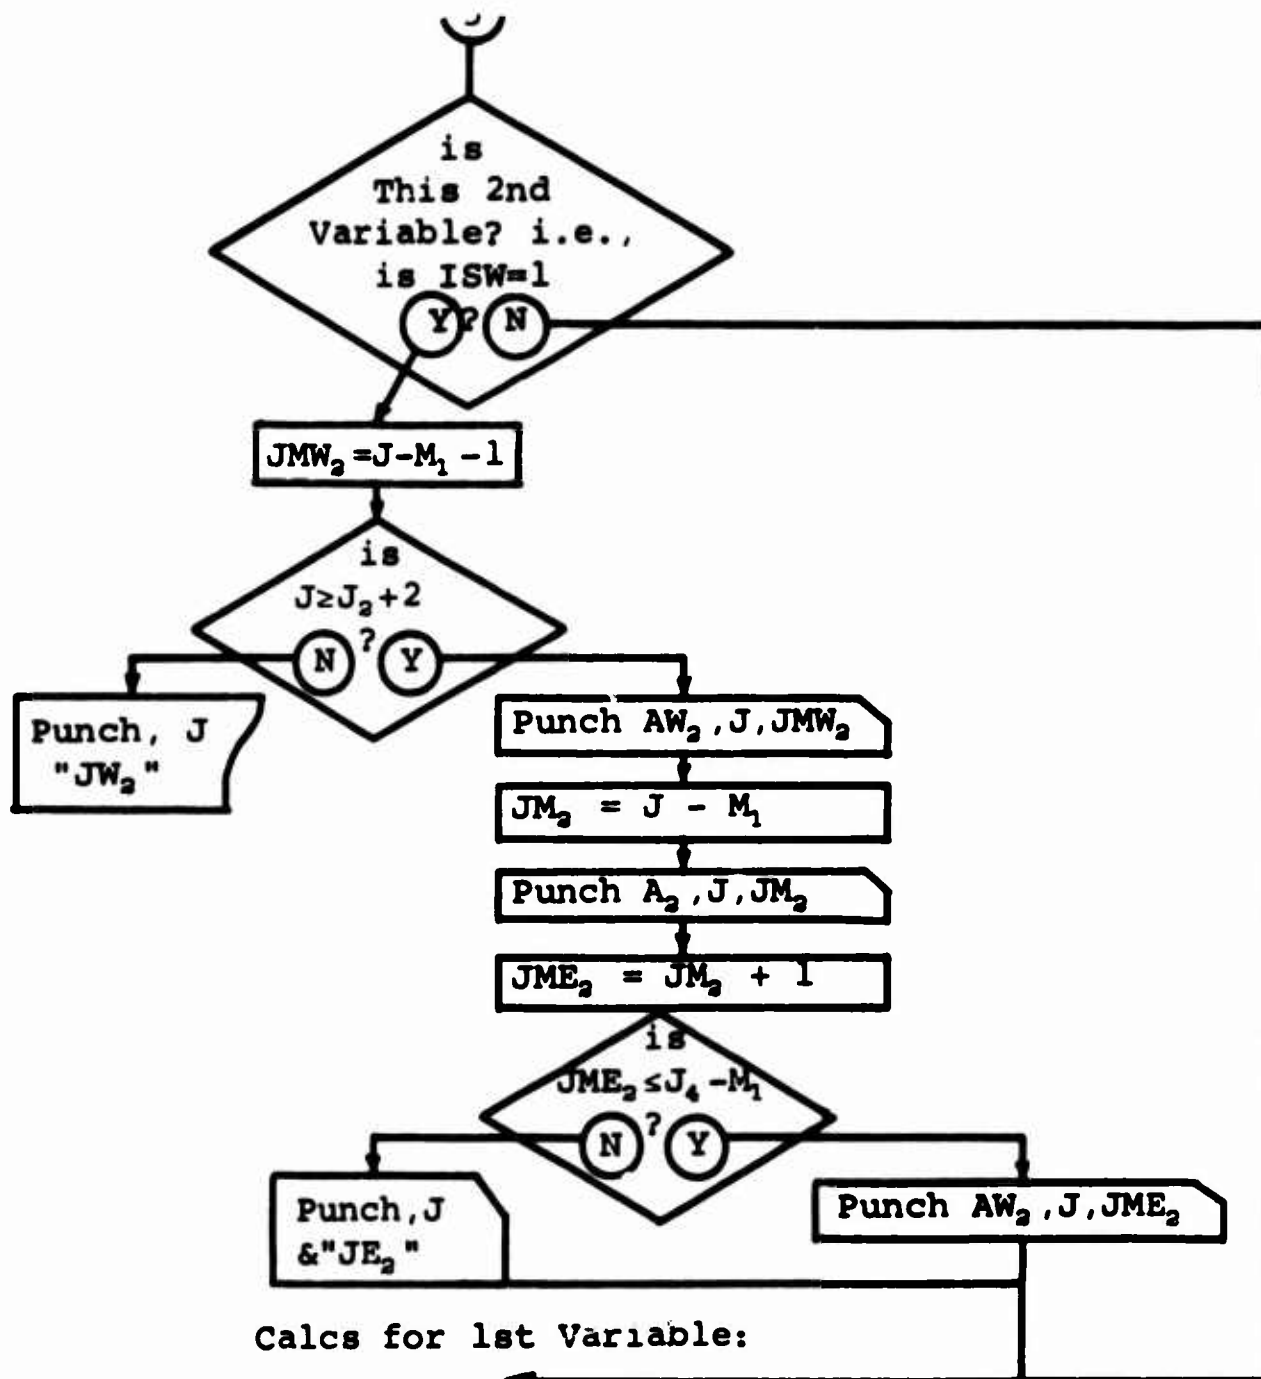 is
This 2nd
Variable? i.e.,
is ISW=1
Y ? N
JMW₂=J-M₁-1
is
J≥J₂+2
N ? Y
Punch, J
"JW₂"
Punch AW₂,J,JMW₂
JM₂ = J - M₁
Punch A₂,J,JM₂
JME₂ = JM₂ + 1
is
JME₂≤J₄-M₁
N ? Y
Punch,J
&"JE₂"
Punch AW₂,J,JME₂
Calcs for 1st Variable: